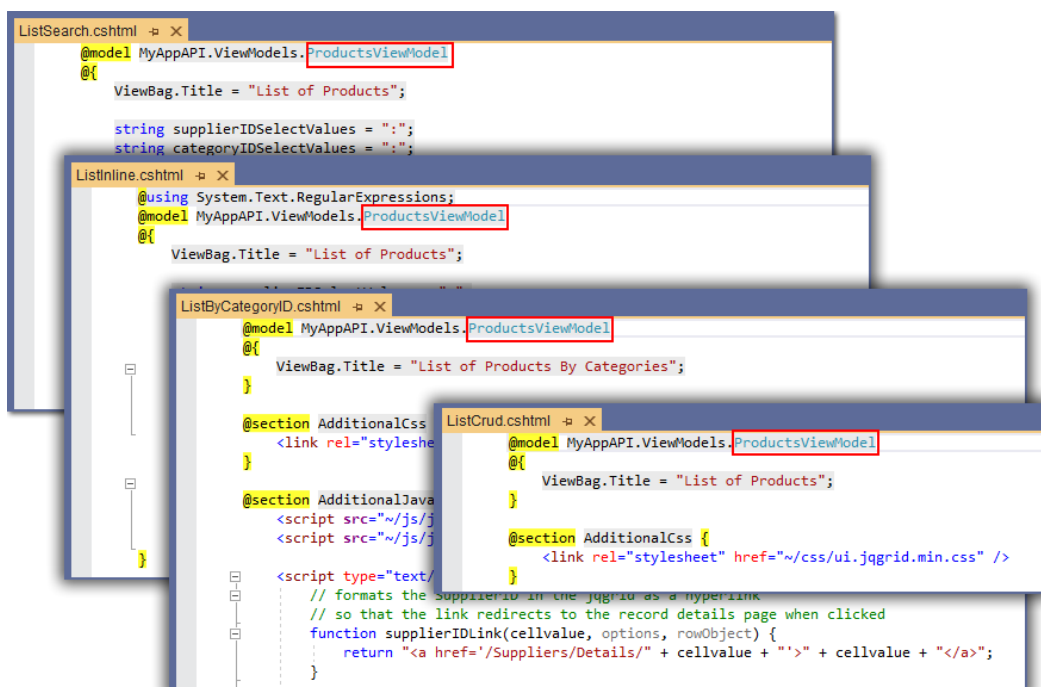 ListSearch.cshtml
@model MyAppAPI.ViewModels.ProductsViewModel
@{
ViewBag.Title = "List of Products";
string supplierIDSelectValues = ":";
string categoryIDSelectValues = ":";
ListInline.cshtml
@using System.Text.RegularExpressions;
@model MyAppAPI.ViewModels.ProductsViewModel
@{
ViewBag.Title = "List of Products";
}
ListByCategoryID.cshtml
@model MyAppAPI.ViewModels.ProductsViewModel
@{
ViewBag.Title = "List of Products By Categories";
}
@section AdditionalCss
<link rel="styleshe
}
@section AdditionalJava
<script src="~/js/j
<script src="~/js/j
<script type="text/
// formats the SupplierID in the jqgrid as a hyperlink
// so that the link redirects to the record details page when clicked
function supplierIDLink(cellvalue, options, rowObject) {
return "<a href='/Suppliers/Details/" + cellvalue + "'>" + cellvalue + "</a>";
}
ListCrud.cshtml
@model MyAppAPI.ViewModels.ProductsViewModel
@{
ViewBag.Title = "List of Products";
}
@section AdditionalCss {
<link rel="stylesheet" href="~/css/ui.jqgrid.min.css" />
}